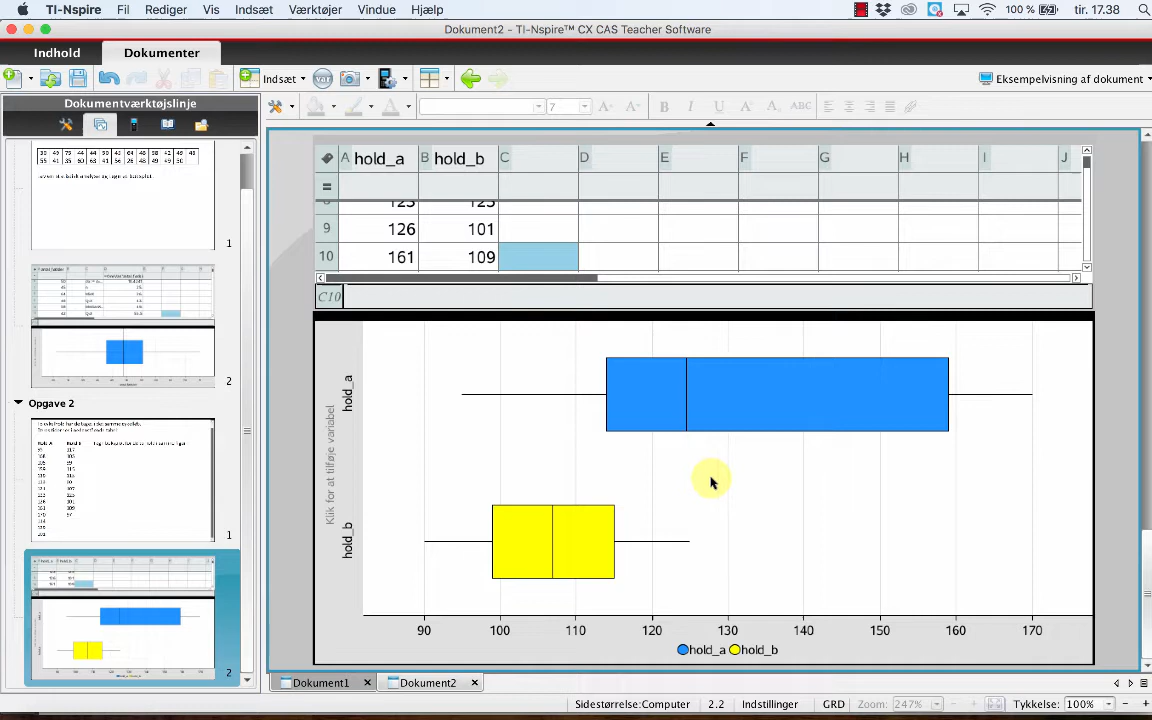 TI-Nspire Fil Rediger Vis Indsæt Værktøjer Vindue Hjælp 100 % tir. 17.38
Dokument2 - TI-Nspire™ CX CAS Teacher Software
Indhold Dokumenter
Indsæt Eksempelvisning af dokument
Dokumentværktøjslinje
7 B I U ABC
A hold_a B hold_b C D E F G H I J
=
9 126 101
10 161 109
C10
1
2
Opgave 2
1
2
Klik for at tilføje variabel
hold_a
hold_b
90 100 110 120 130 140 150 160 170
hold_a hold_b
Dokument1 Dokument2
Sidestørrelse:Computer 2.2 Indstillinger GRD Zoom: 247% Tykkelse: 100%